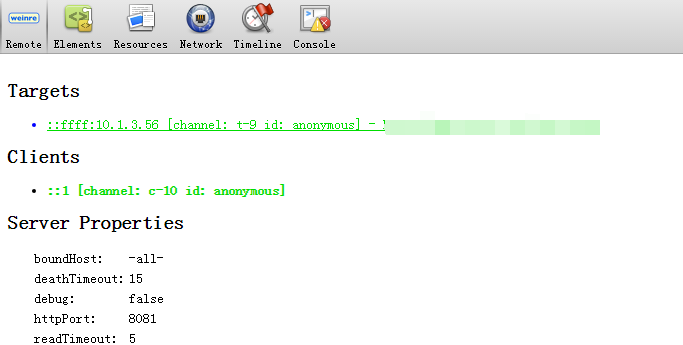 weinre
Remote Elements Resources Network Timeline Console
Targets
::ffff:10.1.3.56 [channel: t-9 id: anonymous] -
Clients
::1 [channel: c-10 id: anonymous]
Server Properties
boundHost: -all-
deathTimeout: 15
debug: false
httpPort: 8081
readTimeout: 5